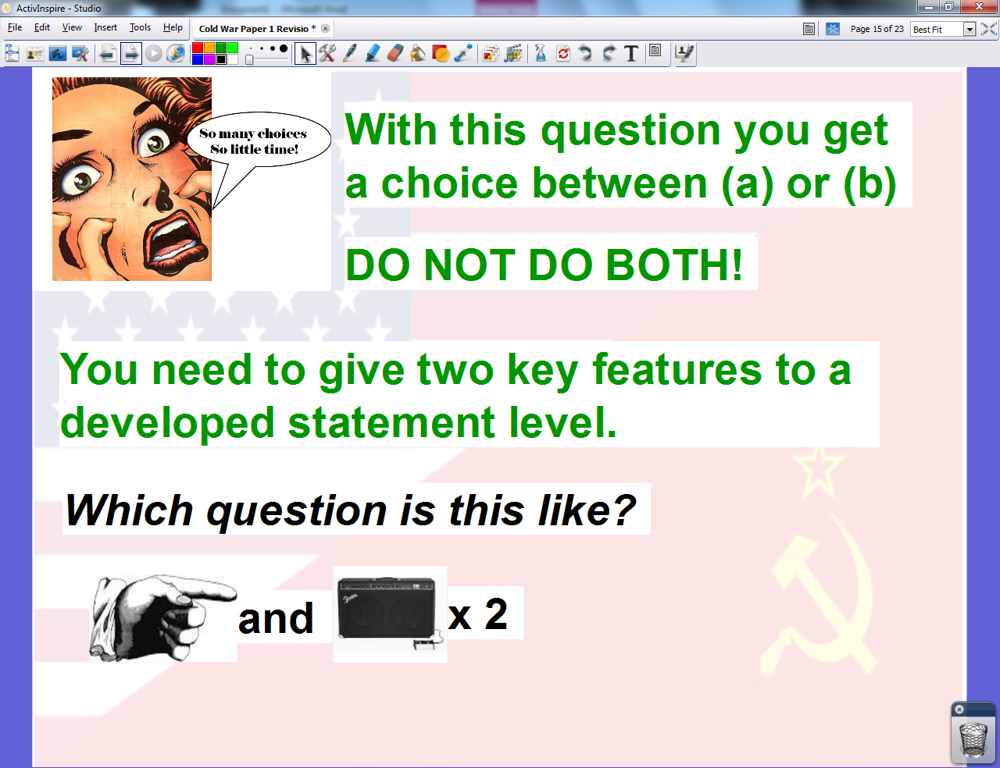 ActivInspire - Studio
File Edit View Insert Tools Help
Cold War Paper 1 Revisio *
Page 15 of 23
Best Fit
T
So many choices
So little time!
With this question you get
a choice between (a) or (b)
DO NOT DO BOTH!
You need to give two key features to a
developed statement level.
Which question is this like?
and
Fender
x 2